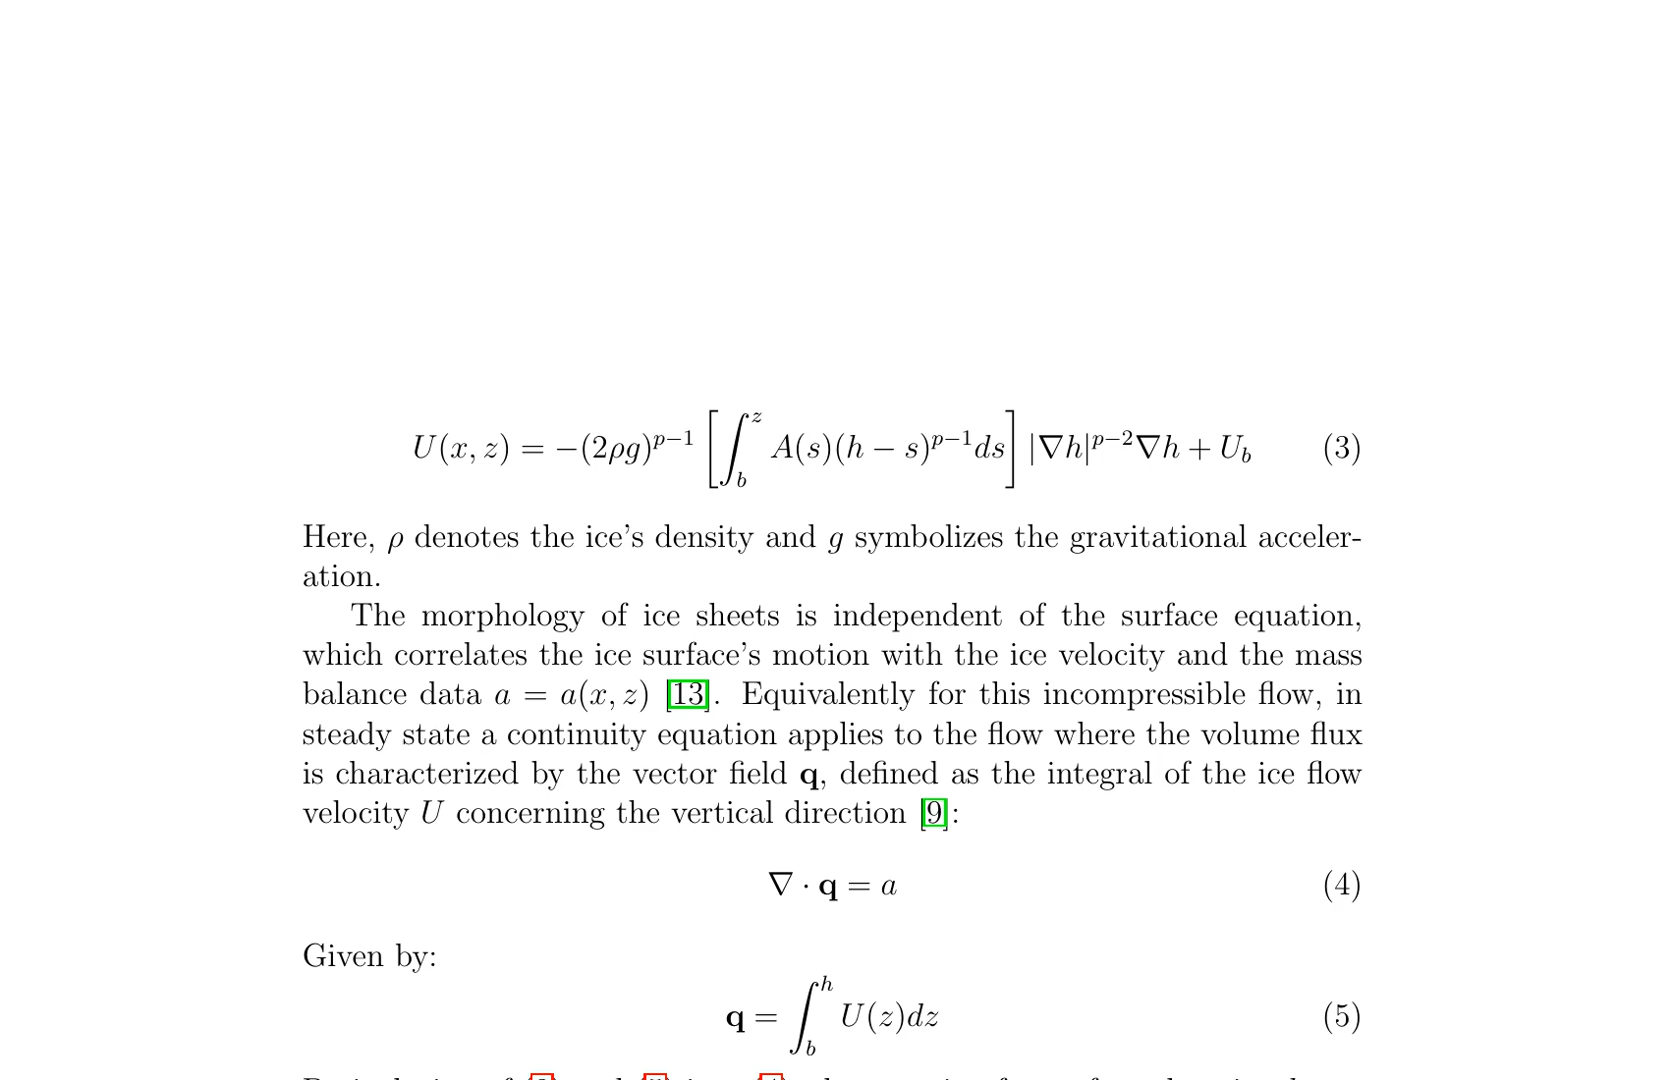 U(x, z) = −(2ρg)^{p−1} [∫_b^z A(s)(h − s)^{p−1}ds] |∇h|^{p−2}∇h + U_b (3)
Here, ρ denotes the ice's density and g symbolizes the gravitational acceler-
ation.
The morphology of ice sheets is independent of the surface equation,
which correlates the ice surface's motion with the ice velocity and the mass
balance data a = a(x, z) [13]. Equivalently for this incompressible flow, in
steady state a continuity equation applies to the flow where the volume flux
is characterized by the vector field q, defined as the integral of the ice flow
velocity U concerning the vertical direction [9]:
∇ · q = a (4)
Given by:
q = ∫_b^h U(z)dz (5)